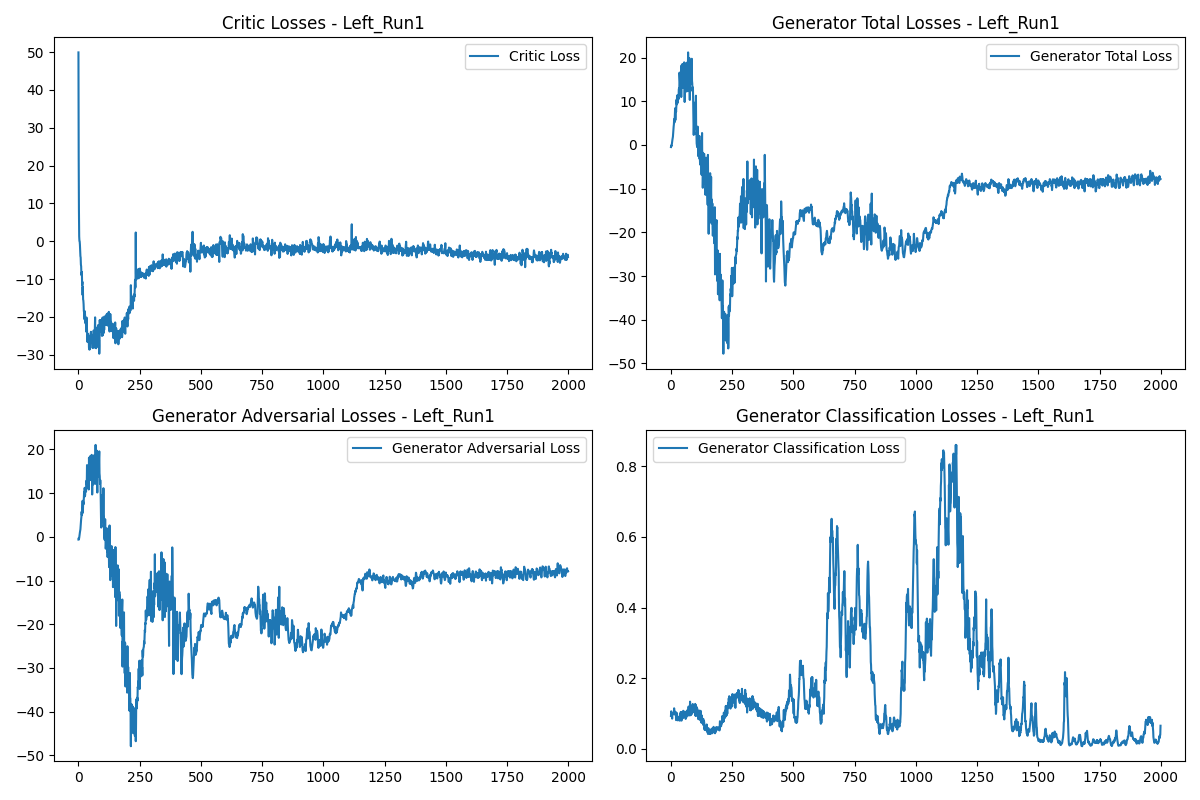 Critic Losses - Left_Run1
Critic Loss
50
40
30
20
10
0
−10
−20
−30
0 250 500 750 1000 1250 1500 1750 2000
Generator Total Losses - Left_Run1
Generator Total Loss
20
10
0
−10
−20
−30
−40
−50
0 250 500 750 1000 1250 1500 1750 2000
Generator Adversarial Losses - Left_Run1
Generator Adversarial Loss
20
10
0
−10
−20
−30
−40
−50
0 250 500 750 1000 1250 1500 1750 2000
Generator Classification Losses - Left_Run1
Generator Classification Loss
0.8
0.6
0.4
0.2
0.0
0 250 500 750 1000 1250 1500 1750 2000